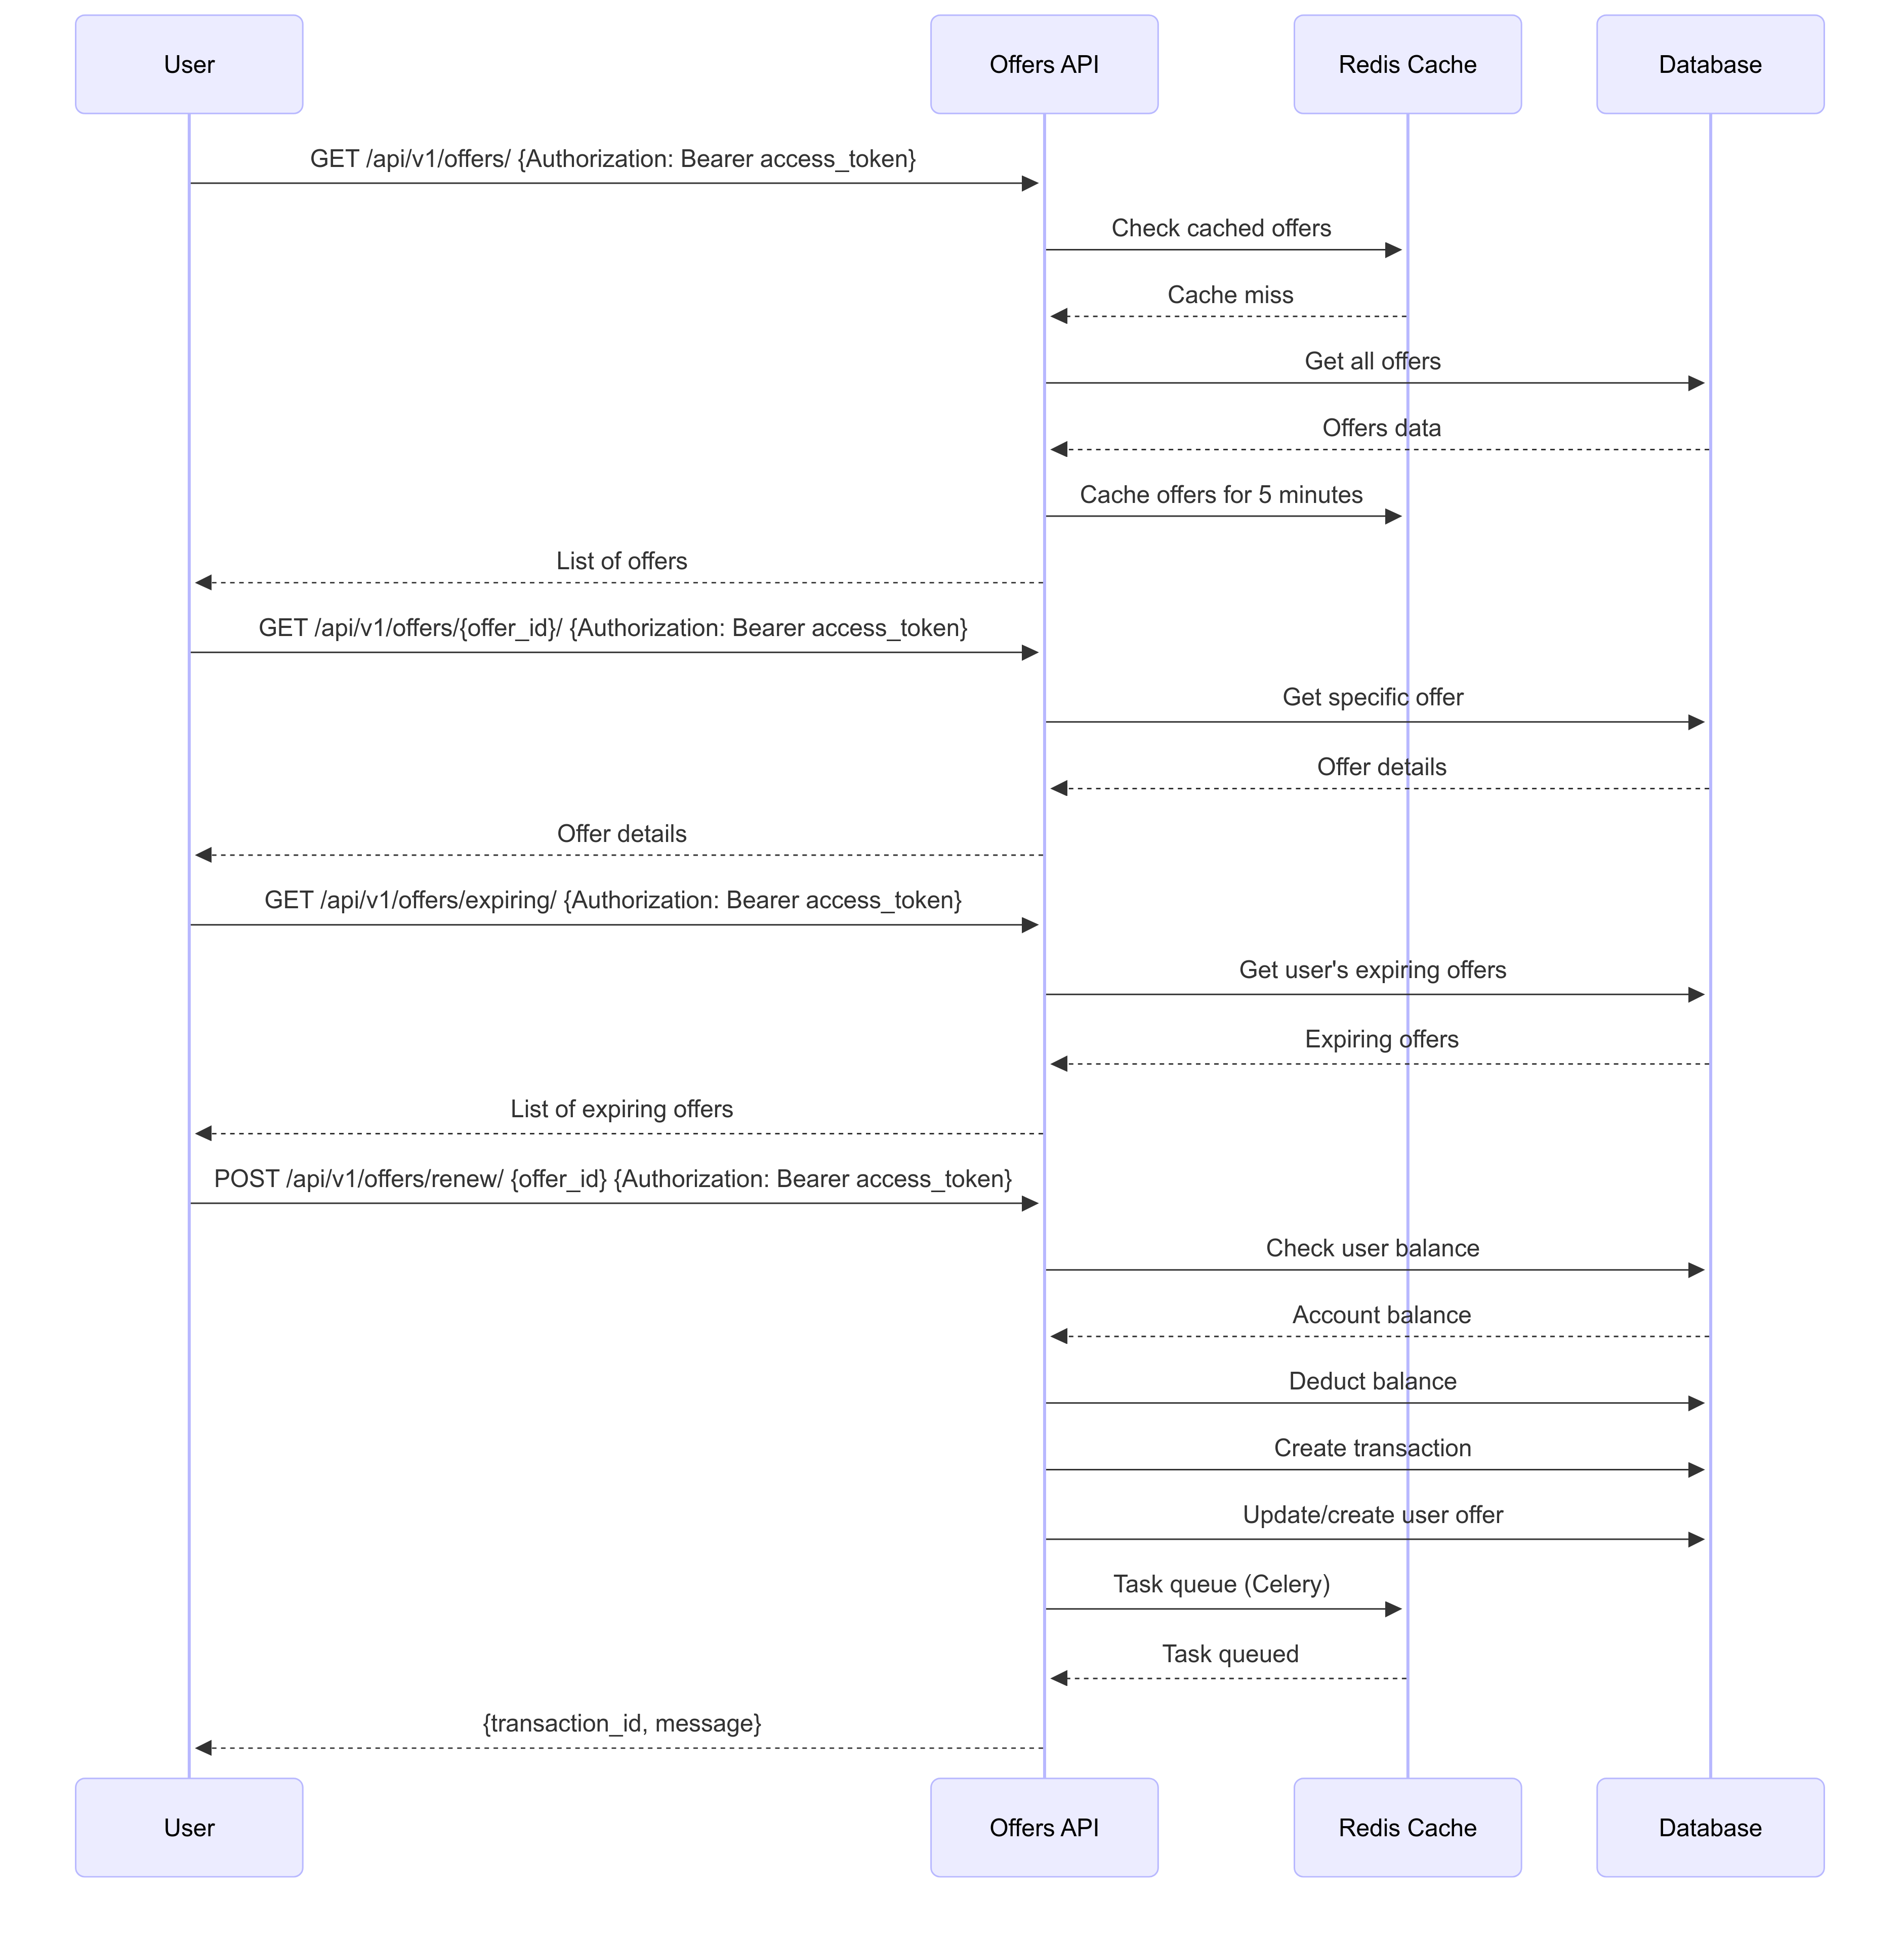 User
Offers API
Redis Cache
Database
GET /api/v1/offers/ {Authorization: Bearer access_token}
Check cached offers
Cache miss
Get all offers
Offers data
Cache offers for 5 minutes
List of offers
GET /api/v1/offers/{offer_id}/ {Authorization: Bearer access_token}
Get specific offer
Offer details
Offer details
GET /api/v1/offers/expiring/ {Authorization: Bearer access_token}
Get user's expiring offers
Expiring offers
List of expiring offers
POST /api/v1/offers/renew/ {offer_id} {Authorization: Bearer access_token}
Check user balance
Account balance
Deduct balance
Create transaction
Update/create user offer
Task queue (Celery)
Task queued
{transaction_id, message}
User
Offers API
Redis Cache
Database